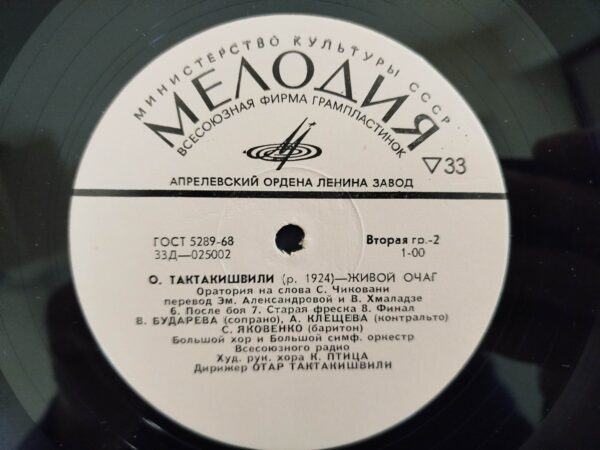 МИНИСТЕРСТВО КУЛЬТУРЫ СССР
МЕЛОДИЯ
ВСЕСОЮЗНАЯ ФИРМА ГРАМПЛАСТИНОК
▽33
АПРЕЛЕВСКИЙ ОРДЕНА ЛЕНИНА ЗАВОД
ГОСТ 5289-68 Вторая гр.-2
33Д—025002 1-00
О. ТАКТАКИШВИЛИ (р. 1924)—ЖИВОЙ ОЧАГ
Оратория на слова С. Чиковани
перевод Эм. Александровой и В. Хмаладзе
6. После боя 7. Старая фреска 8. Финал
В. БУДАРЕВА (сопрано), А. КЛЕЩЕВА (контральто)
С. ЯКОВЕНКО (баритон)
Большой хор и Большой симф. оркестр
Всесоюзного радио
Худ. рук. хора К. ПТИЦА
Дирижер ОТАР ТАКТАКИШВИЛИ